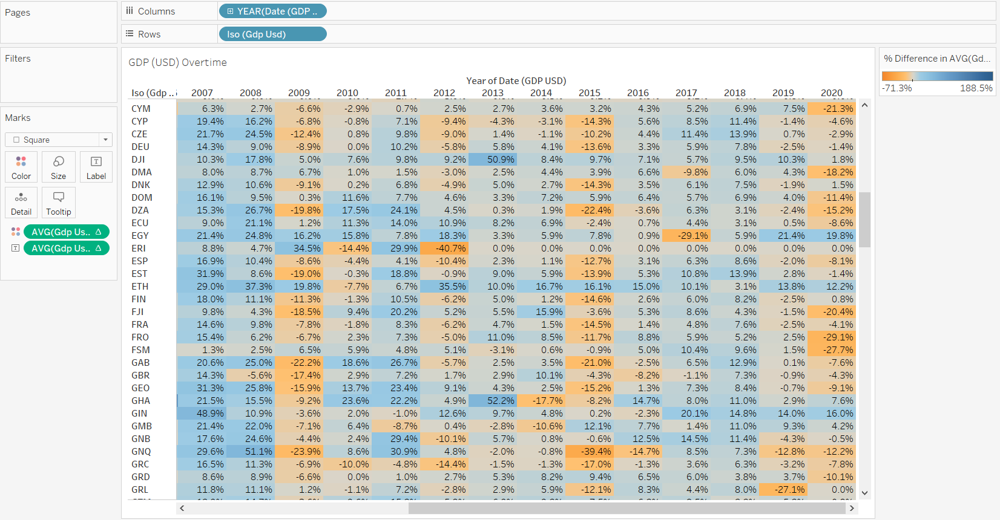 Pages
Columns
YEAR(Date (GDP ..
Rows
Iso (Gdp Usd)
Filters
Marks
Square
Color Size Label
Detail Tooltip
AVG(Gdp Us.. Δ
AVG(Gdp Us.. Δ
GDP (USD) Overtime
Year of Date (GDP USD)
Iso (Gdp .. 2007 2008 2009 2010 2011 2012 2013 2014 2015 2016 2017 2018 2019 2020
CYM 6.3% 2.7% -6.6% -2.9% 0.7% 2.5% 2.7% 3.6% 3.2% 4.3% 5.2% 6.9% 7.5% -21.3%
CYP 19.4% 16.2% -6.8% -0.8% 7.1% -9.4% -4.3% -3.1% -14.3% 5.6% 8.5% 11.4% -1.4% -4.6%
CZE 21.7% 24.5% -12.4% 0.8% 9.8% -9.0% 1.4% -1.1% -10.2% 4.4% 11.4% 13.9% 0.7% -2.9%
DEU 14.3% 9.0% -8.9% 0.0% 10.2% -5.8% 5.8% 4.1% -13.6% 3.3% 5.9% 7.8% -2.5% -1.4%
DJI 10.3% 17.8% 5.0% 7.6% 9.8% 9.2% 50.9% 8.4% 9.7% 7.1% 5.7% 9.5% 10.3% 1.8%
DMA 8.0% 8.7% 6.7% 1.0% 1.5% -3.0% 2.5% 4.4% 3.9% 6.6% -9.8% 6.0% 4.3% -18.2%
DNK 12.9% 10.6% -9.1% 0.2% 6.8% -4.9% 5.0% 2.7% -14.3% 3.5% 6.1% 7.5% -1.9% 1.5%
DOM 16.1% 9.5% 0.3% 11.6% 7.7% 4.6% 3.3% 7.2% 5.9% 6.4% 5.7% 6.9% 4.0% -11.4%
DZA 15.3% 26.7% -19.8% 17.5% 24.1% 4.5% 0.3% 1.9% -22.4% -3.6% 6.3% 3.1% -2.4% -15.2%
ECU 9.0% 21.1% 1.2% 11.3% 14.0% 10.9% 8.2% 6.9% -2.4% 0.7% 4.4% 3.1% 0.5% -8.6%
EGY 21.4% 24.8% 16.2% 15.8% 7.8% 18.3% 3.3% 5.9% 7.8% 0.9% -29.1% 5.9% 21.4% 19.8%
ERI 8.8% 4.7% 34.5% -14.4% 29.9% -40.7% 0.0% 0.0% 0.0% 0.0% 0.0% 0.0% 0.0% 0.0%
ESP 16.9% 10.4% -8.6% -4.4% 4.1% -10.4% 2.3% 1.1% -12.7% 3.1% 6.3% 8.6% -2.0% -8.1%
EST 31.9% 8.6% -19.0% -0.3% 18.8% -0.9% 9.0% 5.9% -13.9% 5.3% 10.8% 13.9% 2.8% -1.4%
ETH 29.0% 37.3% 19.8% -7.7% 6.7% 35.5% 10.0% 16.7% 16.1% 15.0% 10.1% 3.1% 13.8% 12.2%
FIN 18.0% 11.1% -11.3% -1.3% 10.5% -6.2% 5.0% 1.2% -14.6% 2.6% 6.0% 8.2% -2.5% 0.8%
FJI 9.8% 4.3% -18.5% 9.4% 20.2% 5.2% 5.5% 15.9% -3.6% 5.3% 8.6% 4.3% -1.5% -20.4%
FRA 14.6% 9.8% -7.8% -1.8% 8.3% -6.2% 4.7% 1.5% -14.5% 1.4% 4.8% 7.6% -2.5% -4.1%
FRO 15.4% 6.2% -6.7% 2.3% 7.3% -5.0% 11.0% 8.5% -11.7% 8.8% 5.9% 5.2% 2.5% -29.1%
FSM 1.3% 2.5% 6.5% 5.9% 4.8% 5.1% -3.1% 0.6% -0.9% 5.0% 10.4% 9.6% 1.5% -27.7%
GAB 20.6% 25.0% -22.2% 18.6% 26.7% -5.7% 2.5% 3.5% -21.0% -2.5% 6.5% 12.9% 0.1% -7.6%
GBR 14.3% -5.6% -17.4% 2.9% 7.2% 1.7% 2.9% 10.1% -4.3% -8.2% -1.1% 7.3% -0.9% -4.3%
GEO 31.3% 25.8% -15.9% 13.7% 23.4% 9.1% 4.3% 2.5% -15.2% 1.3% 7.3% 8.4% -0.7% -9.1%
GHA 21.5% 15.5% -9.2% 23.6% 22.2% 4.9% 52.2% -17.7% -8.2% 14.7% 8.0% 11.0% 2.9% 7.6%
GIN 48.9% 10.9% -3.6% 2.0% -1.0% 12.6% 9.7% 4.8% 0.2% -2.3% 20.1% 14.8% 14.0% 16.0%
GMB 21.4% 22.0% -7.1% 6.4% -8.7% 0.4% -2.8% -10.6% 12.1% 7.7% 1.4% 11.0% 9.3% 4.2%
GNB 17.6% 24.6% -4.4% 2.4% 29.4% -10.1% 5.7% 0.8% -0.6% 12.5% 14.5% 11.4% -4.3% -0.5%
GNQ 29.6% 51.1% -23.9% 8.6% 30.9% 4.8% -2.0% -0.8% -39.4% -14.7% 8.5% 7.3% -12.8% -12.2%
GRC 16.5% 11.3% -6.9% -10.0% -4.8% -14.4% -1.5% -1.3% -17.0% -1.3% 3.6% 6.3% -3.2% -7.8%
GRD 8.6% 8.9% -6.6% 0.0% 1.0% 2.7% 5.3% 8.2% 9.4% 6.5% 6.0% 3.8% 3.7% -10.1%
GRL 11.8% 11.1% 1.2% -1.1% 7.2% -2.8% 2.9% 5.9% -12.1% 8.3% 4.4% 8.0% -27.1% 0.0%
% Difference in AVG(Gd...
-71.3% 188.5%